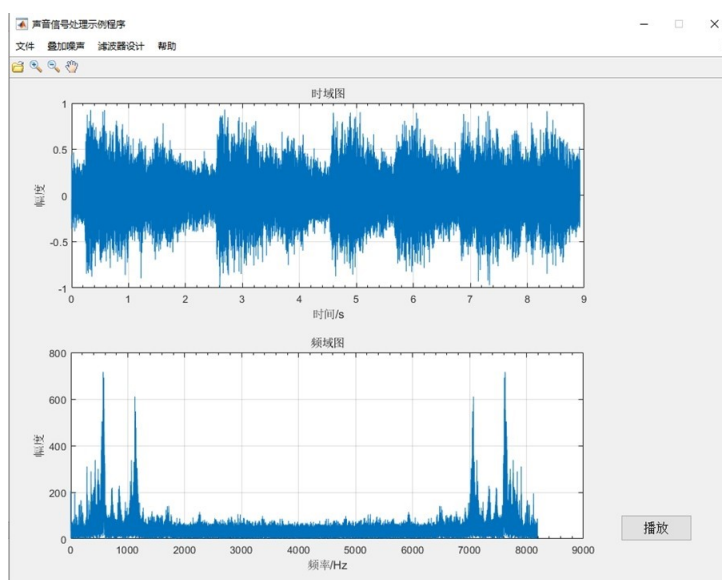 声音信号处理示例程序
文件 叠加噪声 滤波器设计 帮助
时域图
1
0.5
0
-0.5
-1
幅度
0 1 2 3 4 5 6 7 8 9
时间/s
频域图
800
600
400
200
0
幅度
0 1000 2000 3000 4000 5000 6000 7000 8000 9000
频率/Hz
播放